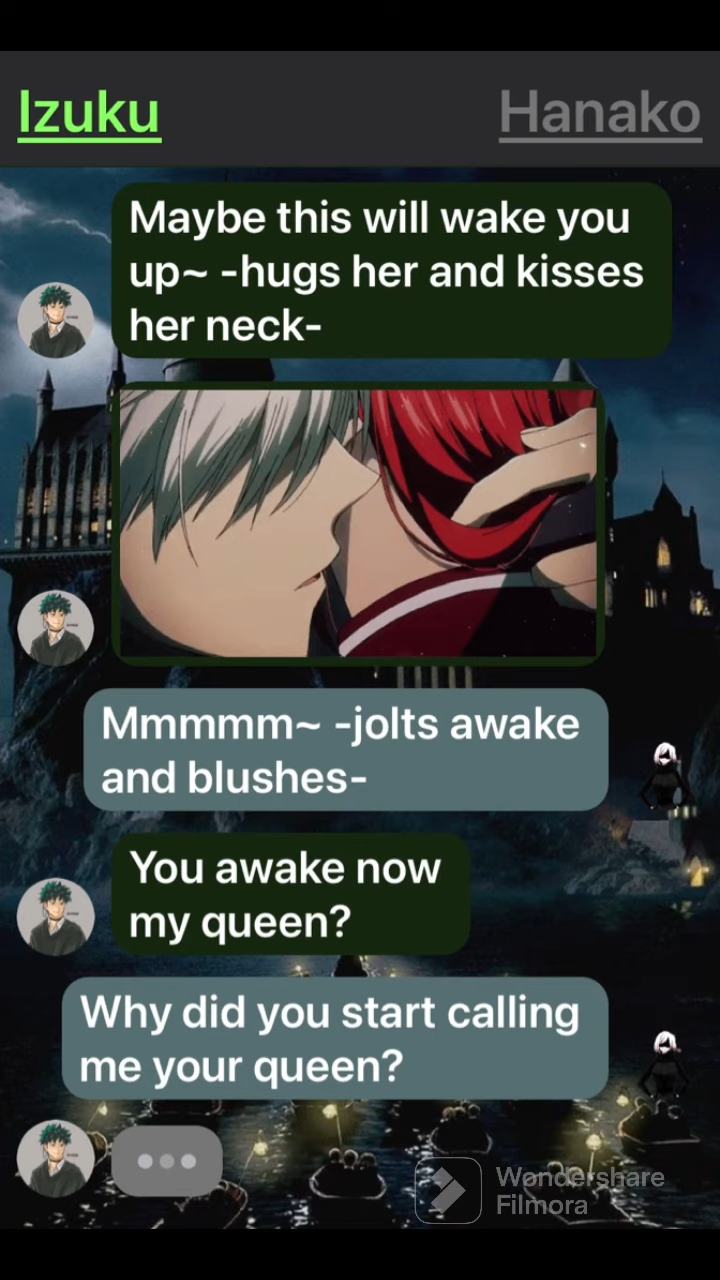 Izuku
Hanako
Maybe this will wake you
up~ -hugs her and kisses
her neck-
Mmmmm~ -jolts awake
and blushes-
You awake now
my queen?
Why did you start calling
me your queen?
Wondershare
Filmora